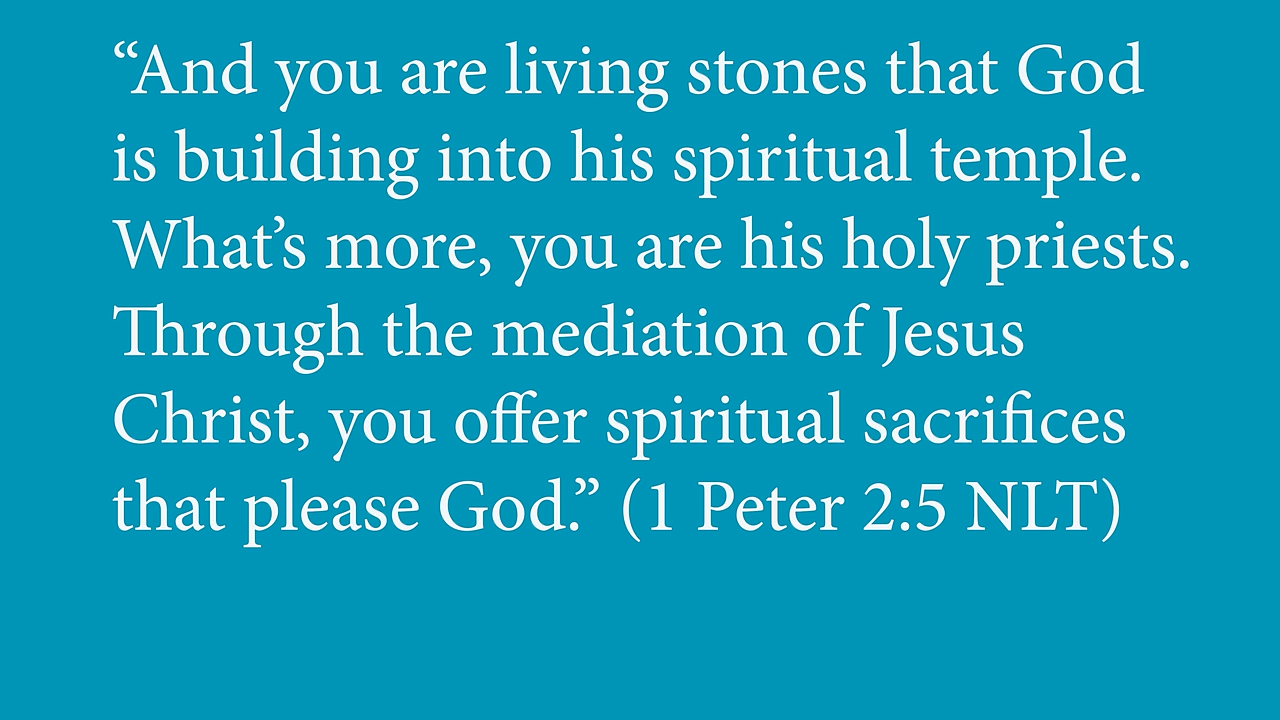 “And you are living stones that God
is building into his spiritual temple.
What’s more, you are his holy priests.
Through the mediation of Jesus
Christ, you offer spiritual sacrifices
that please God.” (1 Peter 2:5 NLT)